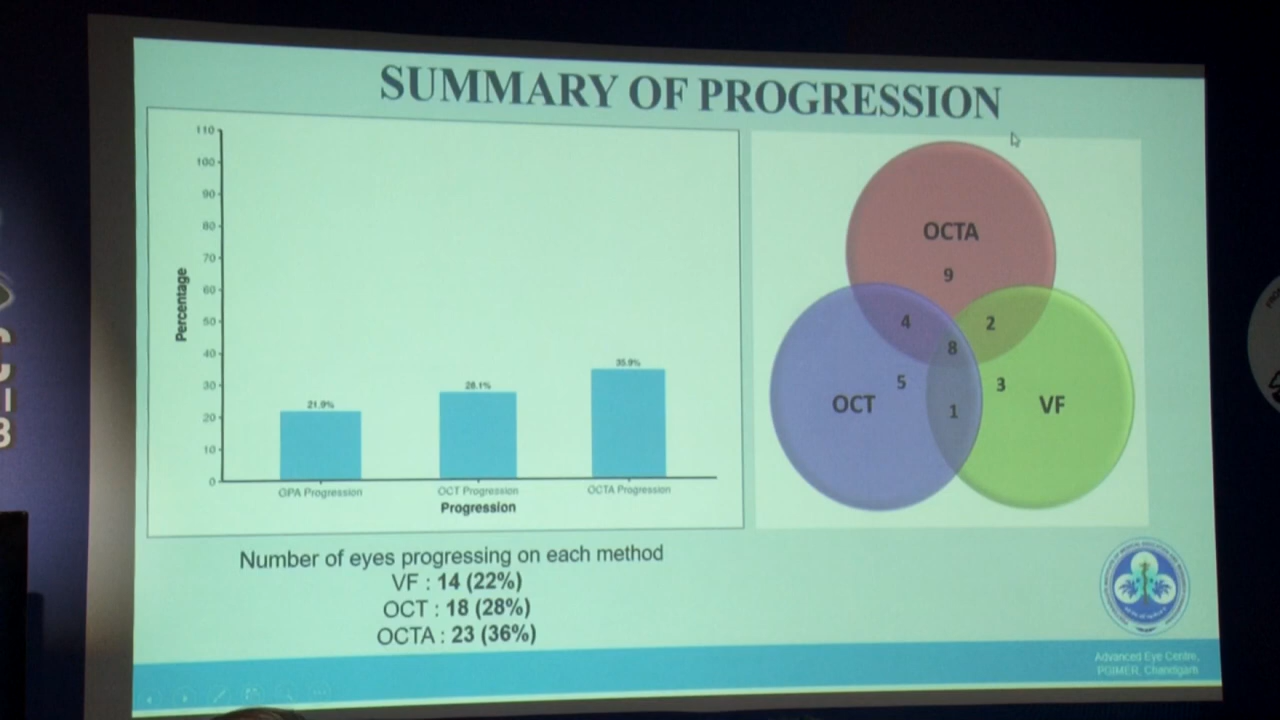 SUMMARY OF PROGRESSION
110
100
90
80
70
60
50
40
30
20
10
0
Percentage
21.9%
28.1%
35.9%
GPA Progression
OCT Progression
OCTA Progression
Progression
OCTA
9
4
2
8
5
3
OCT
1
VF
Number of eyes progressing on each method
VF : 14 (22%)
OCT : 18 (28%)
OCTA : 23 (36%)
Advanced Eye Centre,
PGIMER, Chandigarh